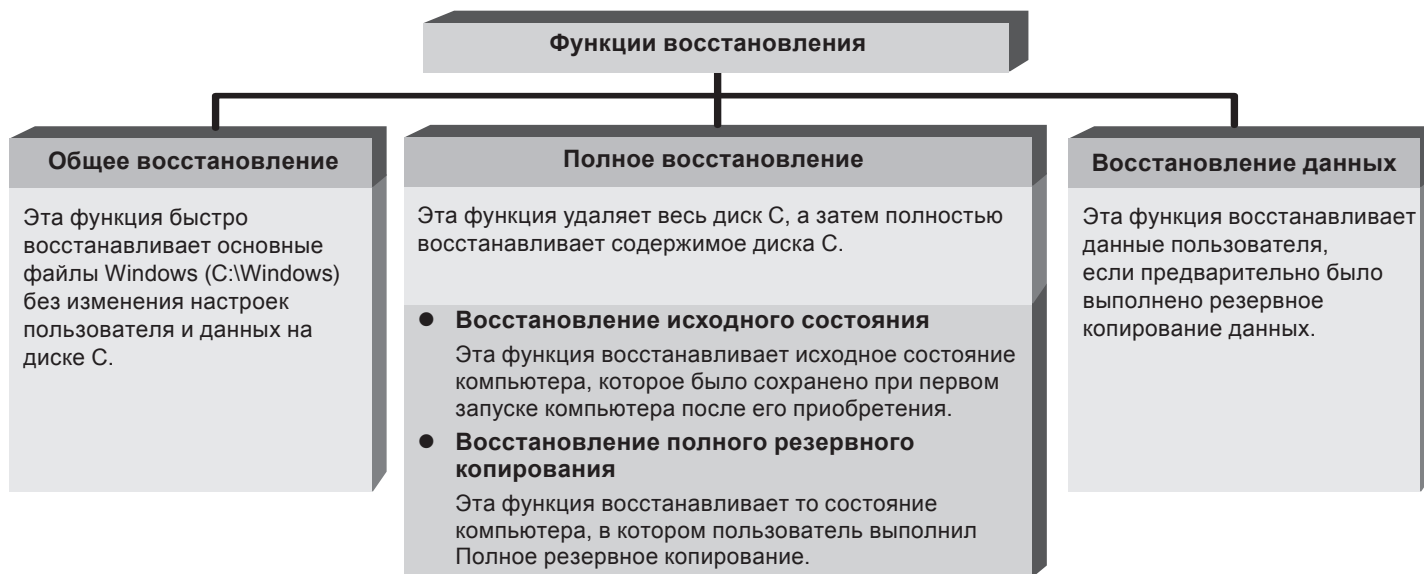 Функции восстановления
Общее восстановление
Эта функция быстро
восстанавливает основные
файлы Windows (C:\Windows)
без изменения настроек
пользователя и данных на
диске C.
Полное восстановление
Эта функция удаляет весь диск C, а затем полностью
восстанавливает содержимое диска C.
● Восстановление исходного состояния
Эта функция восстанавливает исходное состояние
компьютера, которое было сохранено при первом
запуске компьютера после его приобретения.
● Восстановление полного резервного
копирования
Эта функция восстанавливает то состояние
компьютера, в котором пользователь выполнил
Полное резервное копирование.
Восстановление данных
Эта функция восстанавливает
данные пользователя,
если предварительно было
выполнено резервное
копирование данных.